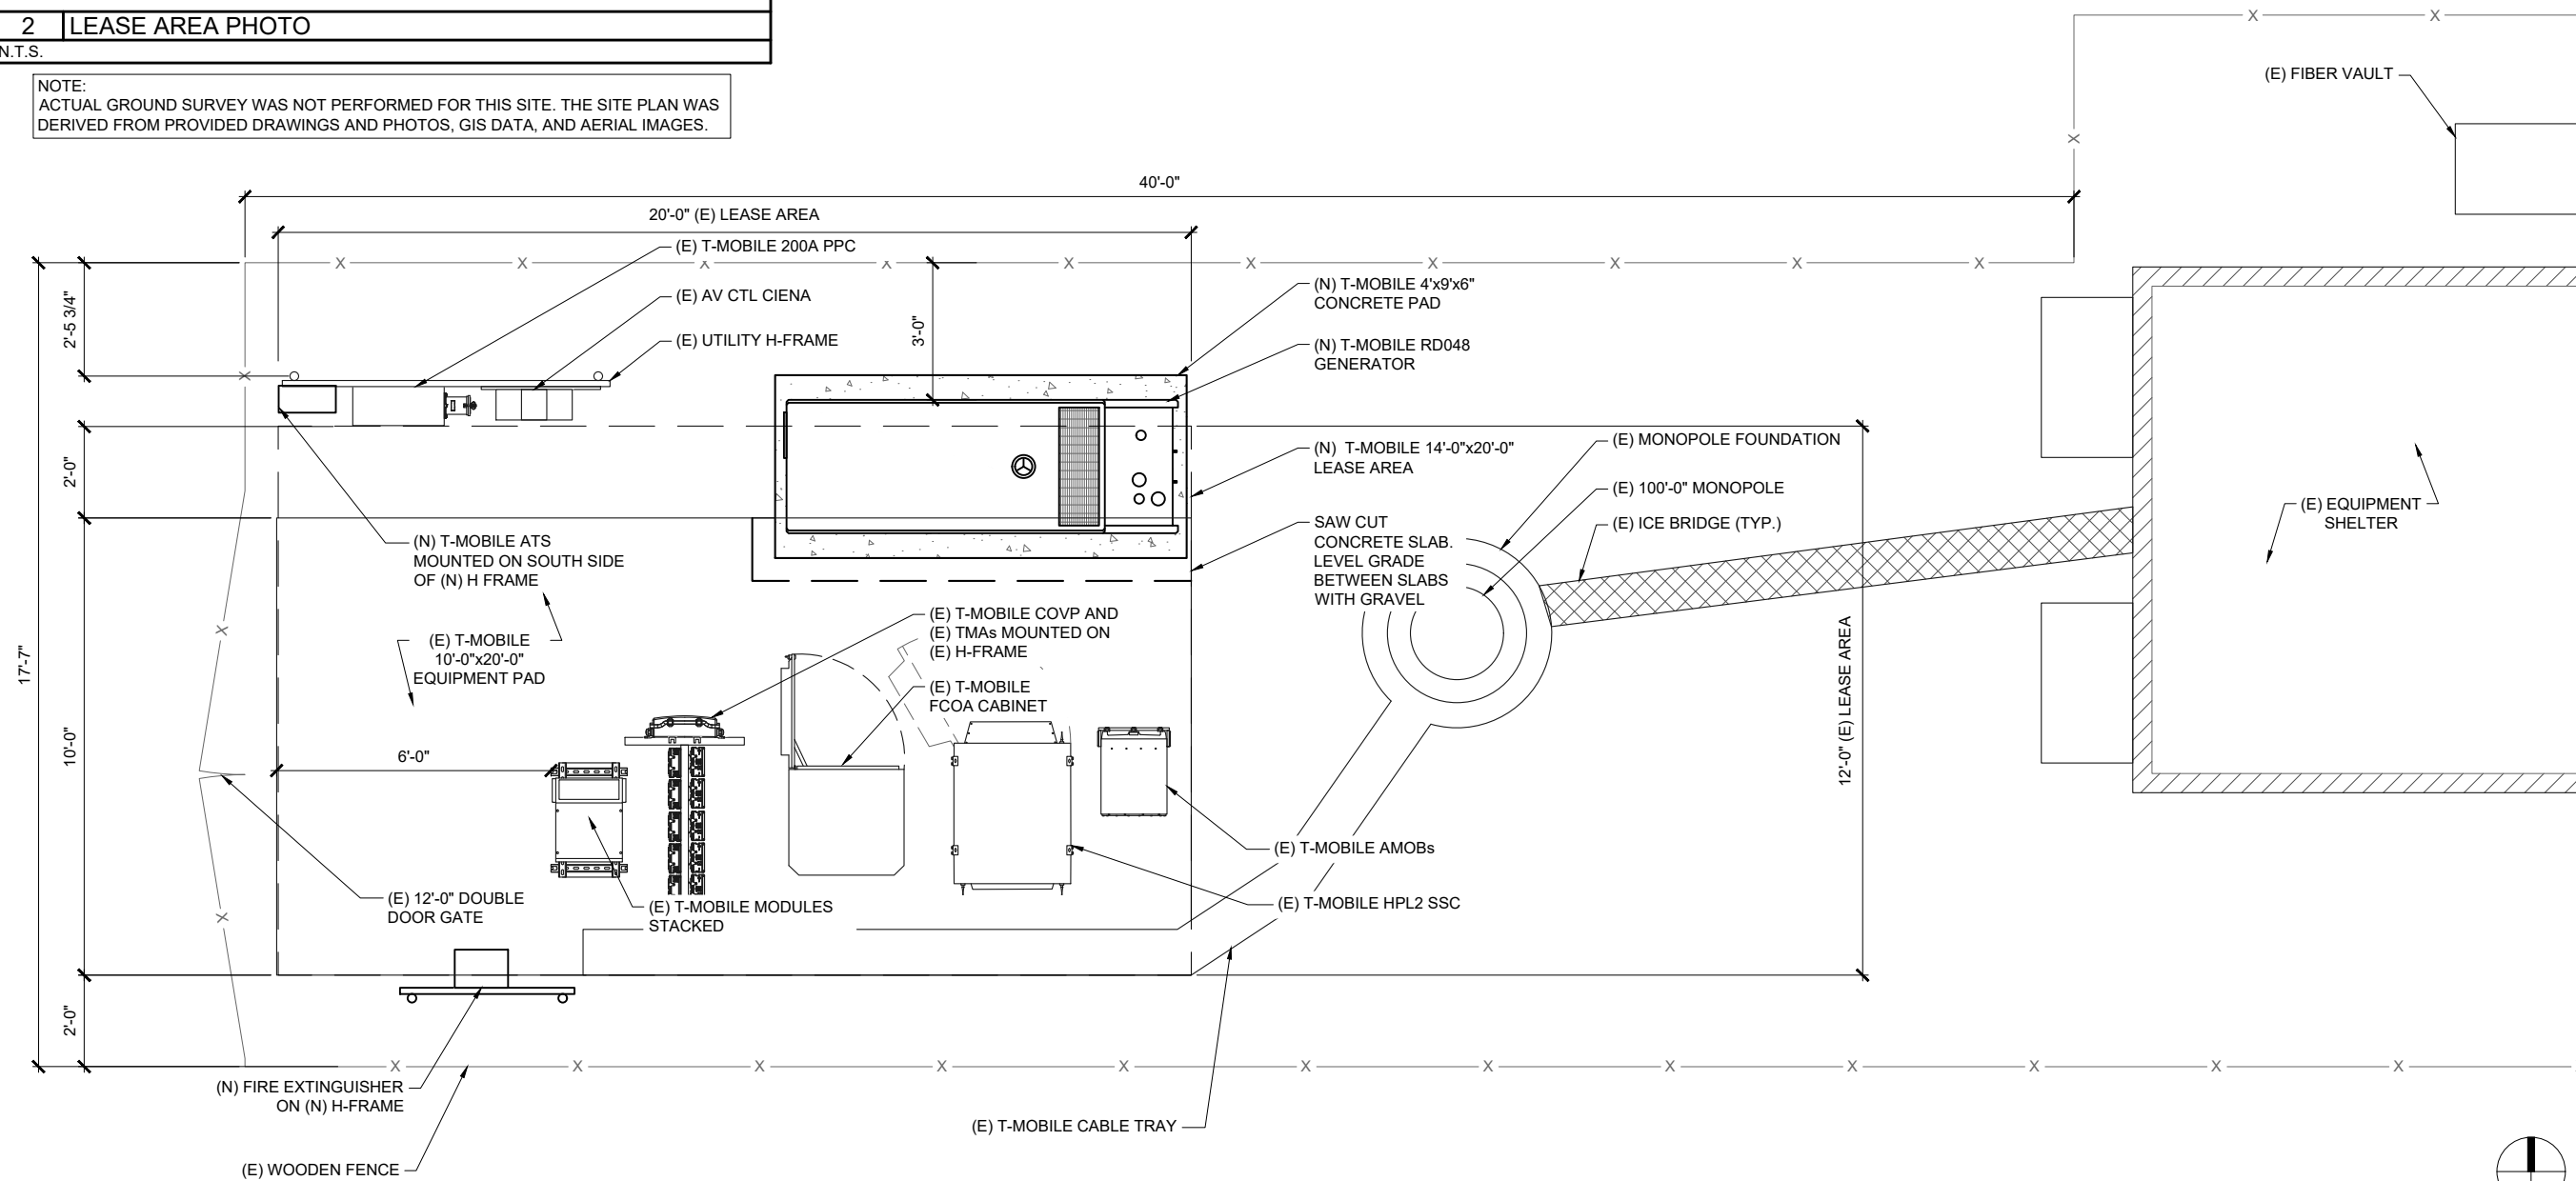 2 LEASE AREA PHOTO
N.T.S.
NOTE:
ACTUAL GROUND SURVEY WAS NOT PERFORMED FOR THIS SITE. THE SITE PLAN WAS
DERIVED FROM PROVIDED DRAWINGS AND PHOTOS, GIS DATA, AND AERIAL IMAGES.
(E) FIBER VAULT
40'-0"
20'-0" (E) LEASE AREA
(E) T-MOBILE 200A PPC
(E) AV CTL CIENA
(E) UTILITY H-FRAME
2'-5 3/4"
3'-0"
(N) T-MOBILE 4'x9'x6"
CONCRETE PAD
(N) T-MOBILE RD048
GENERATOR
(N) T-MOBILE 14'-0"x20'-0"
LEASE AREA
(E) MONOPOLE FOUNDATION
(E) 100'-0" MONOPOLE
(E) ICE BRIDGE (TYP.)
(E) EQUIPMENT
SHELTER
2'-0"
SAW CUT
CONCRETE SLAB.
LEVEL GRADE
BETWEEN SLABS
WITH GRAVEL
(N) T-MOBILE ATS
MOUNTED ON SOUTH SIDE
OF (N) H FRAME
(E) T-MOBILE
10'-0"x20'-0"
EQUIPMENT PAD
(E) T-MOBILE COVP AND
(E) TMAs MOUNTED ON
(E) H-FRAME
(E) T-MOBILE
FCOA CABINET
17'-7"
10'-0"
6'-0"
12'-0" (E) LEASE AREA
(E) T-MOBILE AMOBs
(E) T-MOBILE HPL2 SSC
(E) 12'-0" DOUBLE
DOOR GATE
(E) T-MOBILE MODULES
STACKED
2'-0"
(N) FIRE EXTINGUISHER
ON (N) H-FRAME
(E) T-MOBILE CABLE TRAY
(E) WOODEN FENCE